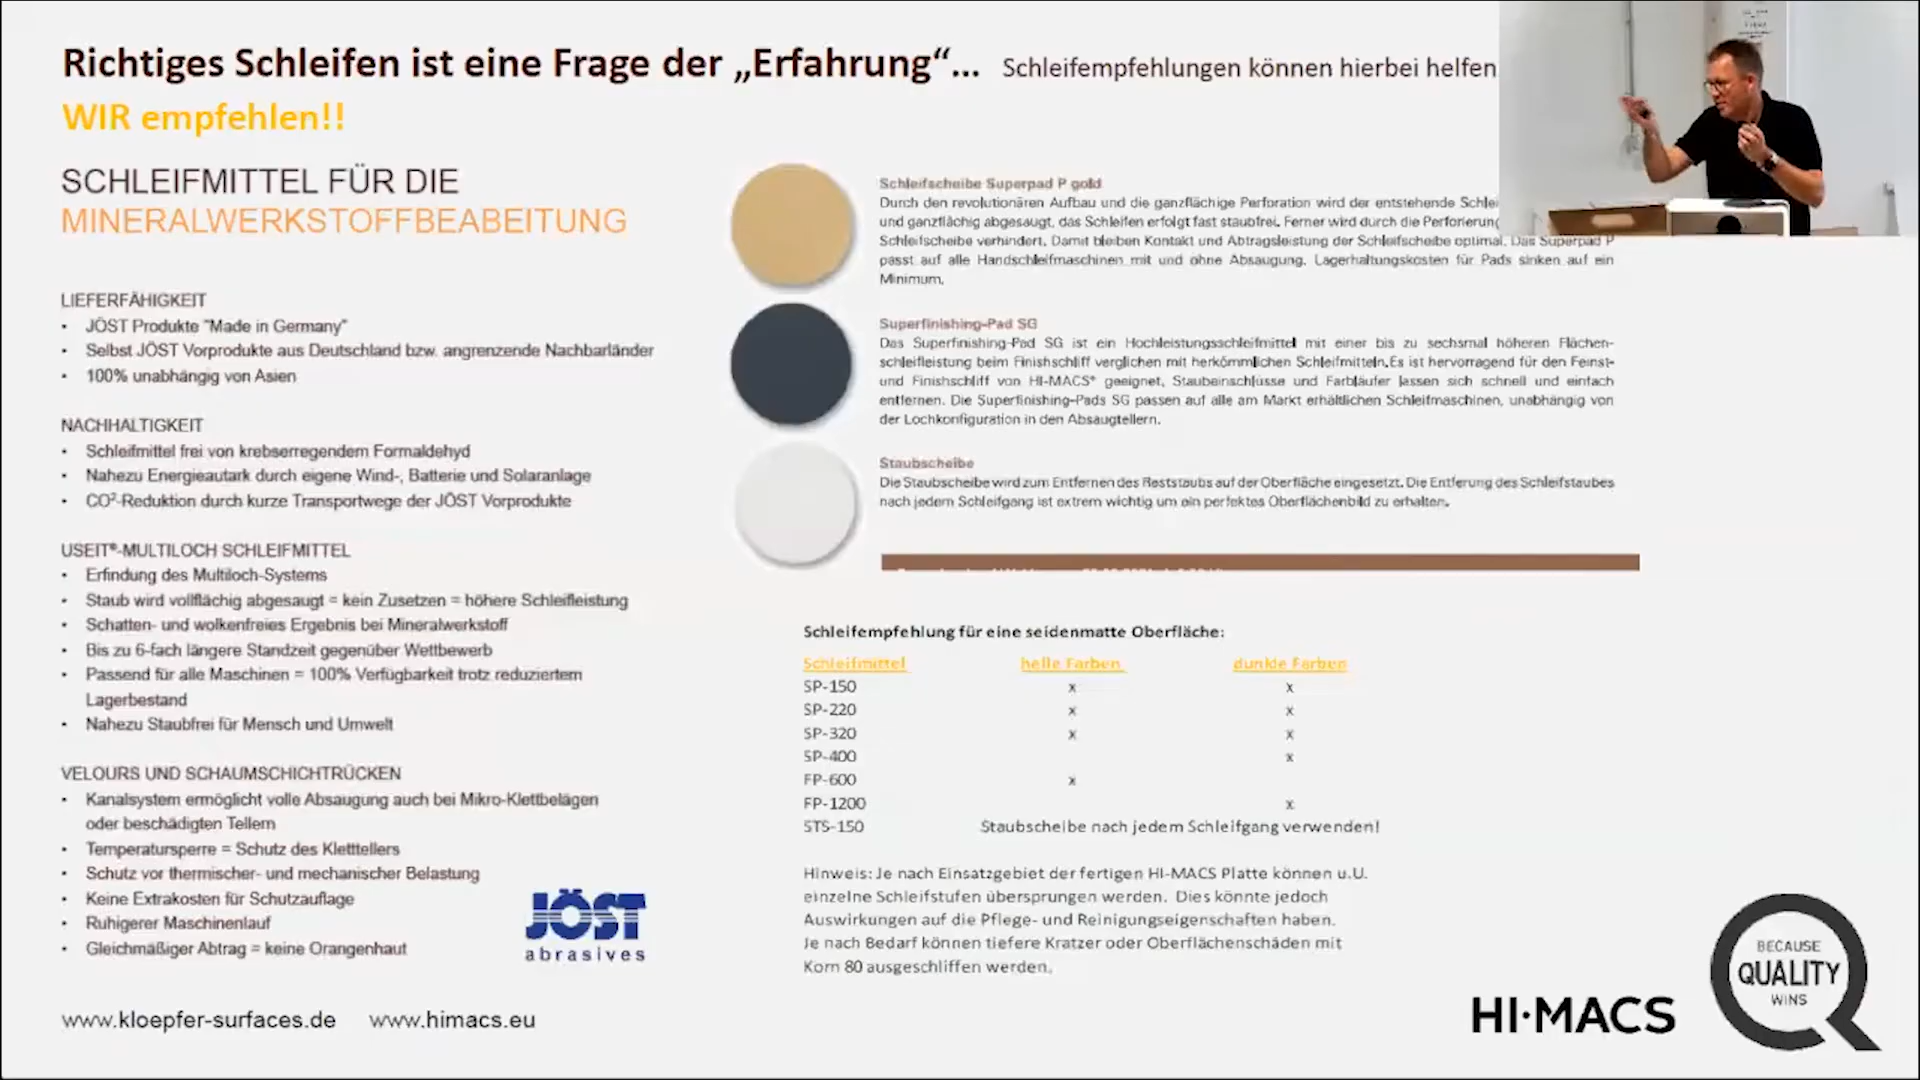 Richtiges Schleifen ist eine Frage der „Erfahrung“... Schleifempfehlungen können hierbei helfen
WIR empfehlen!!
SCHLEIFMITTEL FÜR DIE
MINERALWERKSTOFFBEABEITUNG
LIEFERFÄHIGKEIT
• JÖST Produkte "Made in Germany"
• Selbst JÖST Vorprodukte aus Deutschland bzw. angrenzende Nachbarländer
• 100% unabhängig von Asien
NACHHALTIGKEIT
• Schleifmittel frei von krebserregendem Formaldehyd
• Nahezu Energieautark durch eigene Wind-, Batterie und Solaranlage
• CO²-Reduktion durch kurze Transportwege der JÖST Vorprodukte
USEIT®-MULTILOCH SCHLEIFMITTEL
• Erfindung des Multiloch-Systems
• Staub wird vollflächig abgesaugt = kein Zusetzen = höhere Schleifleistung
• Schatten- und wolkenfreies Ergebnis bei Mineralwerkstoff
• Bis zu 6-fach längere Standzeit gegenüber Wettbewerb
• Passend für alle Maschinen = 100% Verfügbarkeit trotz reduziertem
Lagerbestand
• Nahezu Staubfrei für Mensch und Umwelt
VELOURS UND SCHAUMSCHICHTRÜCKEN
• Kanalsystem ermöglicht volle Absaugung auch bei Mikro-Klettbelägen
oder beschädigten Tellern
• Temperatursperre = Schutz des Kletttellers
• Schutz vor thermischer- und mechanischer Belastung
• Keine Extrakosten für Schutzauflage
• Ruhigerer Maschinenlauf
• Gleichmäßiger Abtrag = keine Orangenhaut
JÖST
abrasives
www.kloepfer-surfaces.de www.himacs.eu
Schleifscheibe Superpad P gold
Durch den revolutionären Aufbau und die ganzflächige Perforation wird der entstehende Schlei
und ganzflächig abgesaugt, das Schleifen erfolgt fast staubfrei. Ferner wird durch die Perforierung
Schleifscheibe verhindert. Damit bleiben Kontakt und Abtragsleistung der Schleifscheibe optimal. Das Superpad P
passt auf alle Handschleifmaschinen mit und ohne Absaugung. Lagerhaltungskosten für Pads sinken auf ein
Minimum.
Superfinishing-Pad SG
Das Superfinishing-Pad SG ist ein Hochleistungsschleifmittel mit einer bis zu sechsmal höheren Flächen-
schleifleistung beim Finishschliff verglichen mit herkömmlichen Schleifmitteln.Es ist hervorragend für den Feinst-
und Finishschliff von HI-MACS® geeignet, Staubeinschlüsse und Farbläufer lassen sich schnell und einfach
entfernen. Die Superfinishing-Pads SG passen auf alle am Markt erhältlichen Schleifmaschinen, unabhängig von
der Lochkonfiguration in den Absaugtellern.
Staubscheibe
Die Staubscheibe wird zum Entfernen des Reststaubs auf der Oberfläche eingesetzt. Die Entferung des Schleifstaubes
nach jedem Schleifgang ist extrem wichtig um ein perfektes Oberflächenbild zu erhalten.
Schleifempfehlung für eine seidenmatte Oberfläche:
Schleifmittel helle Farben dunkle Farben
SP-150 x x
SP-220 x x
SP-320 x x
SP-400 x
FP-600 x
FP-1200 x
STS-150 Staubscheibe nach jedem Schleifgang verwenden!
Hinweis: Je nach Einsatzgebiet der fertigen HI-MACS Platte können u.U.
einzelne Schleifstufen übersprungen werden. Dies könnte jedoch
Auswirkungen auf die Pflege- und Reinigungseigenschaften haben.
Je nach Bedarf können tiefere Kratzer oder Oberflächenschäden mit
Korn 80 ausgeschliffen werden.
HI·MACS
BECAUSE
QUALITY
WINS